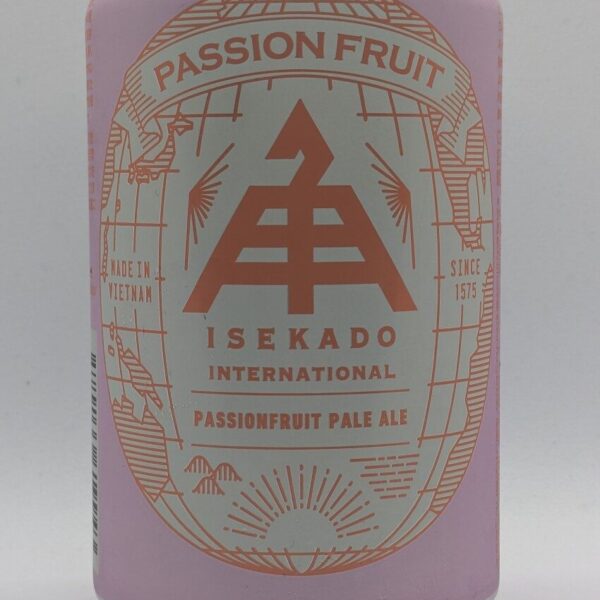 PASSION FRUIT
MADE IN
VIETNAM
SINCE
1575
ISEKADO
INTERNATIONAL
PASSIONFRUIT PALE ALE